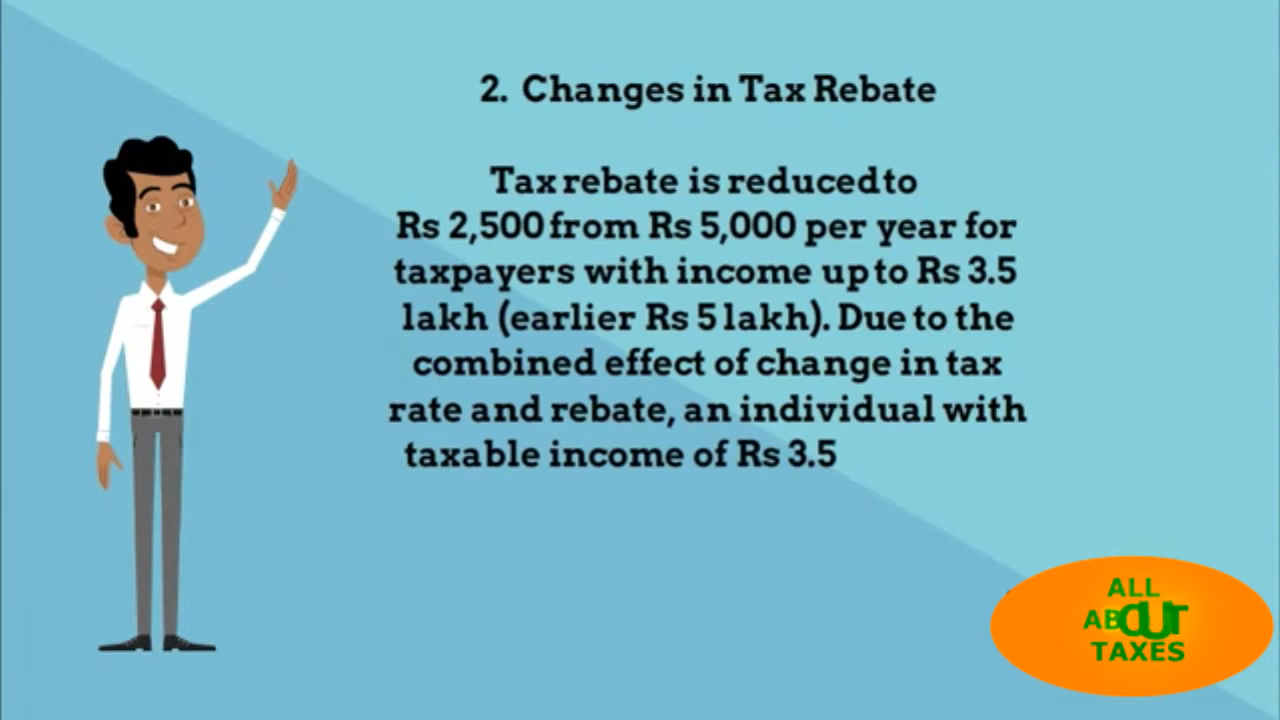 2. Changes in Tax Rebate
Tax rebate is reduced to
Rs 2,500 from Rs 5,000 per year for
taxpayers with income up to Rs 3.5
lakh (earlier Rs 5 lakh). Due to the
combined effect of change in tax
rate and rebate, an individual with
taxable income of Rs 3.5
ALL
ABOUT
TAXES